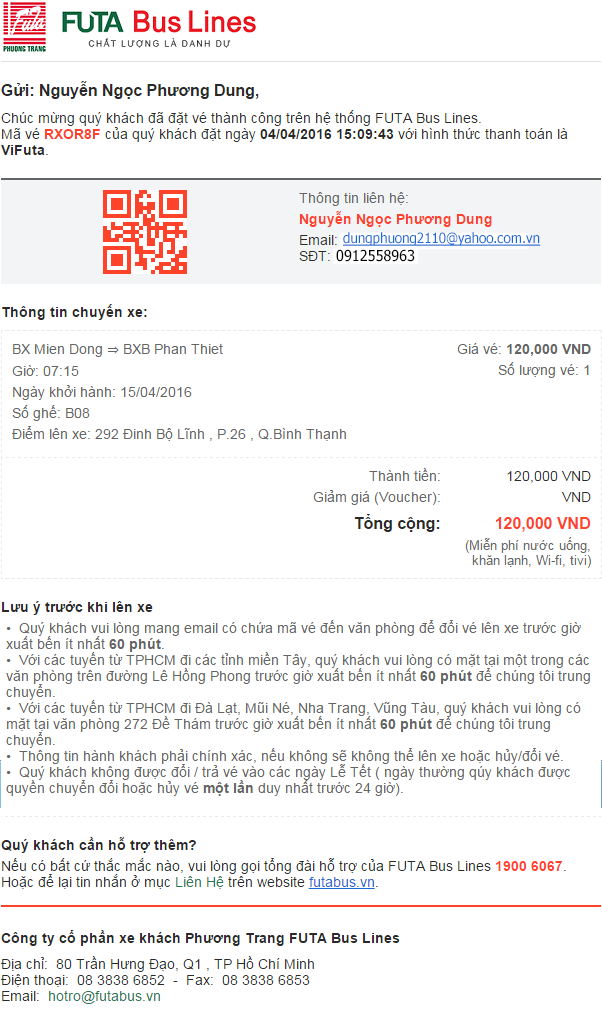 Futa
PHƯƠNG TRANG
FUTA Bus Lines
CHẤT LƯỢNG LÀ DANH DỰ
Gửi: Nguyễn Ngọc Phương Dung,
Chúc mừng quý khách đã đặt vé thành công trên hệ thống FUTA Bus Lines.
Mã vé RXOR8F của quý khách đặt ngày 04/04/2016 15:09:43 với hình thức thanh toán là
ViFuta.
Thông tin liên hệ:
Nguyễn Ngọc Phương Dung
Email: dungphuong2110@yahoo.com.vn
SĐT: 0912558963
Thông tin chuyến xe:
BX Mien Dong ⇒ BXB Phan Thiet
Giá vé: 120,000 VND
Giờ: 07:15
Số lượng vé: 1
Ngày khởi hành: 15/04/2016
Số ghế: B08
Điểm lên xe: 292 Đinh Bộ Lĩnh , P.26 , Q.Bình Thạnh
Thành tiền: 120,000 VND
Giảm giá (Voucher): VND
Tổng cộng: 120,000 VND
(Miễn phí nước uống,
khăn lạnh, Wi-fi, tivi)
Lưu ý trước khi lên xe
• Quý khách vui lòng mang email có chứa mã vé đến văn phòng để đổi vé lên xe trước giờ
xuất bến ít nhất 60 phút.
• Với các tuyến từ TPHCM đi các tỉnh miền Tây, quý khách vui lòng có mặt tại một trong các
văn phòng trên đường Lê Hồng Phong trước giờ xuất bến ít nhất 60 phút để chúng tôi trung
chuyển.
• Với các tuyến từ TPHCM đi Đà Lạt, Mũi Né, Nha Trang, Vũng Tàu, quý khách vui lòng có
mặt tại văn phòng 272 Đề Thám trước giờ xuất bến ít nhất 60 phút để chúng tôi trung
chuyển.
• Thông tin hành khách phải chính xác, nếu không sẽ không thể lên xe hoặc hủy/đổi vé.
• Quý khách không được đổi / trả vé vào các ngày Lễ Tết ( ngày thường qúy khách được
quyền chuyển đổi hoặc hủy vé một lần duy nhất trước 24 giờ).
Quý khách cần hỗ trợ thêm?
Nếu có bất cứ thắc mắc nào, vui lòng gọi tổng đài hỗ trợ của FUTA Bus Lines 1900 6067.
Hoặc để lại tin nhắn ở mục Liên Hệ trên website futabus.vn.
Công ty cổ phần xe khách Phương Trang FUTA Bus Lines
Địa chỉ: 80 Trần Hưng Đạo, Q1 , TP Hồ Chí Minh
Điện thoại: 08 3838 6852 - Fax: 08 3838 6853
Email: hotro@futabus.vn